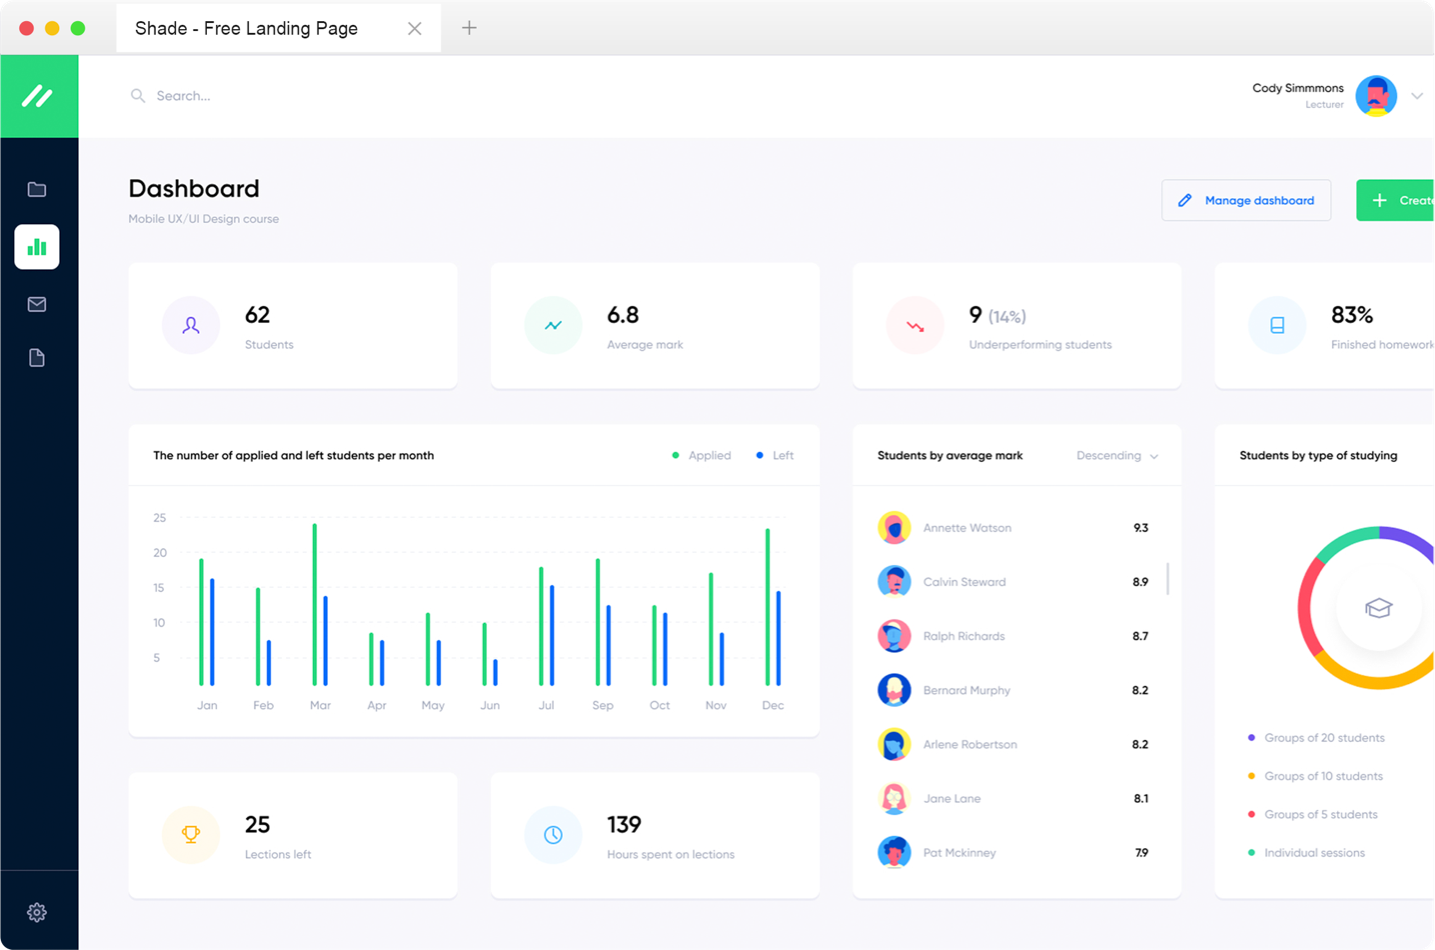 Shade - Free Landing Page
Search...
Cody Simmmons
Lecturer
Dashboard
Mobile UX/UI Design course
Manage dashboard
Create
62
Students
6.8
Average mark
9 (14%)
Underperforming students
83%
Finished homework
The number of applied and left students per month
Applied
Left
25
20
15
10
5
Jan Feb Mar Apr May Jun Jul Sep Oct Nov Dec
Students by average mark
Descending
Annette Watson 9.3
Calvin Steward 8.9
Ralph Richards 8.7
Bernard Murphy 8.2
Arlene Robertson 8.2
Jane Lane 8.1
Pat Mckinney 7.9
Students by type of studying
Groups of 20 students
Groups of 10 students
Groups of 5 students
Individual sessions
25
Lections left
139
Hours spent on lections